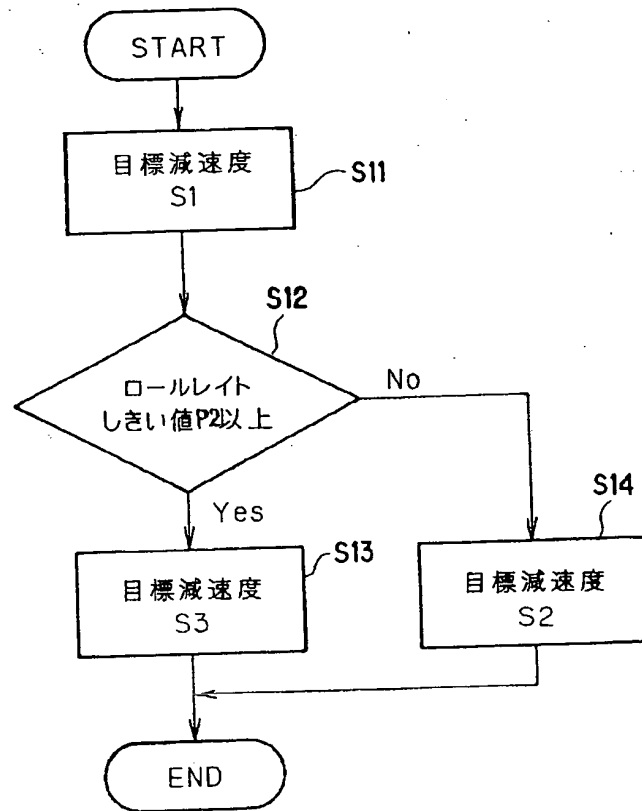 START
目標減速度
S1
S11
S12
ロールレイト
しきい値P2以上
No
Yes
S13
S14
目標減速度
S3
目標減速度
S2
END